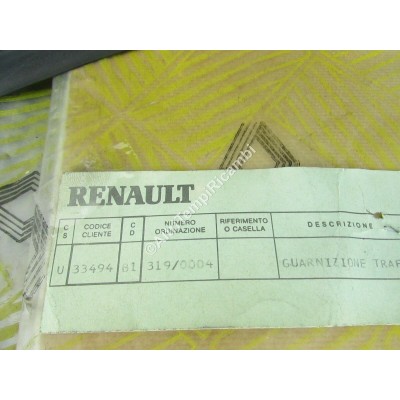 RENAULT
C S CODICE CLIENTE C D NUMERO ORDINAZIONE RIFERIMENTO O CASELLA DESCRIZIONE
U 33494 81 319/0004 GUARNIZIONE TRAF